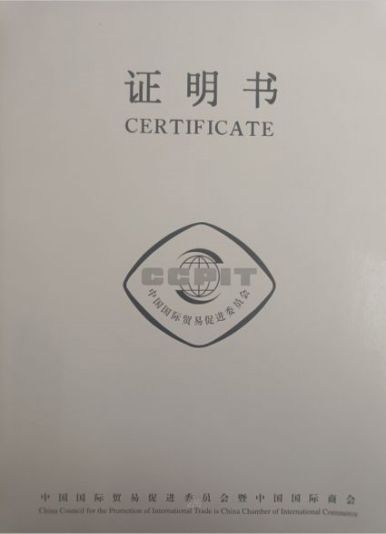 证明书
CERTIFICATE
CCPIT
中国国际贸易促进委员会
中国国际贸易促进委员会暨中国国际商会
China Council for the Promotion of International Trade is China Chamber of International Commerce